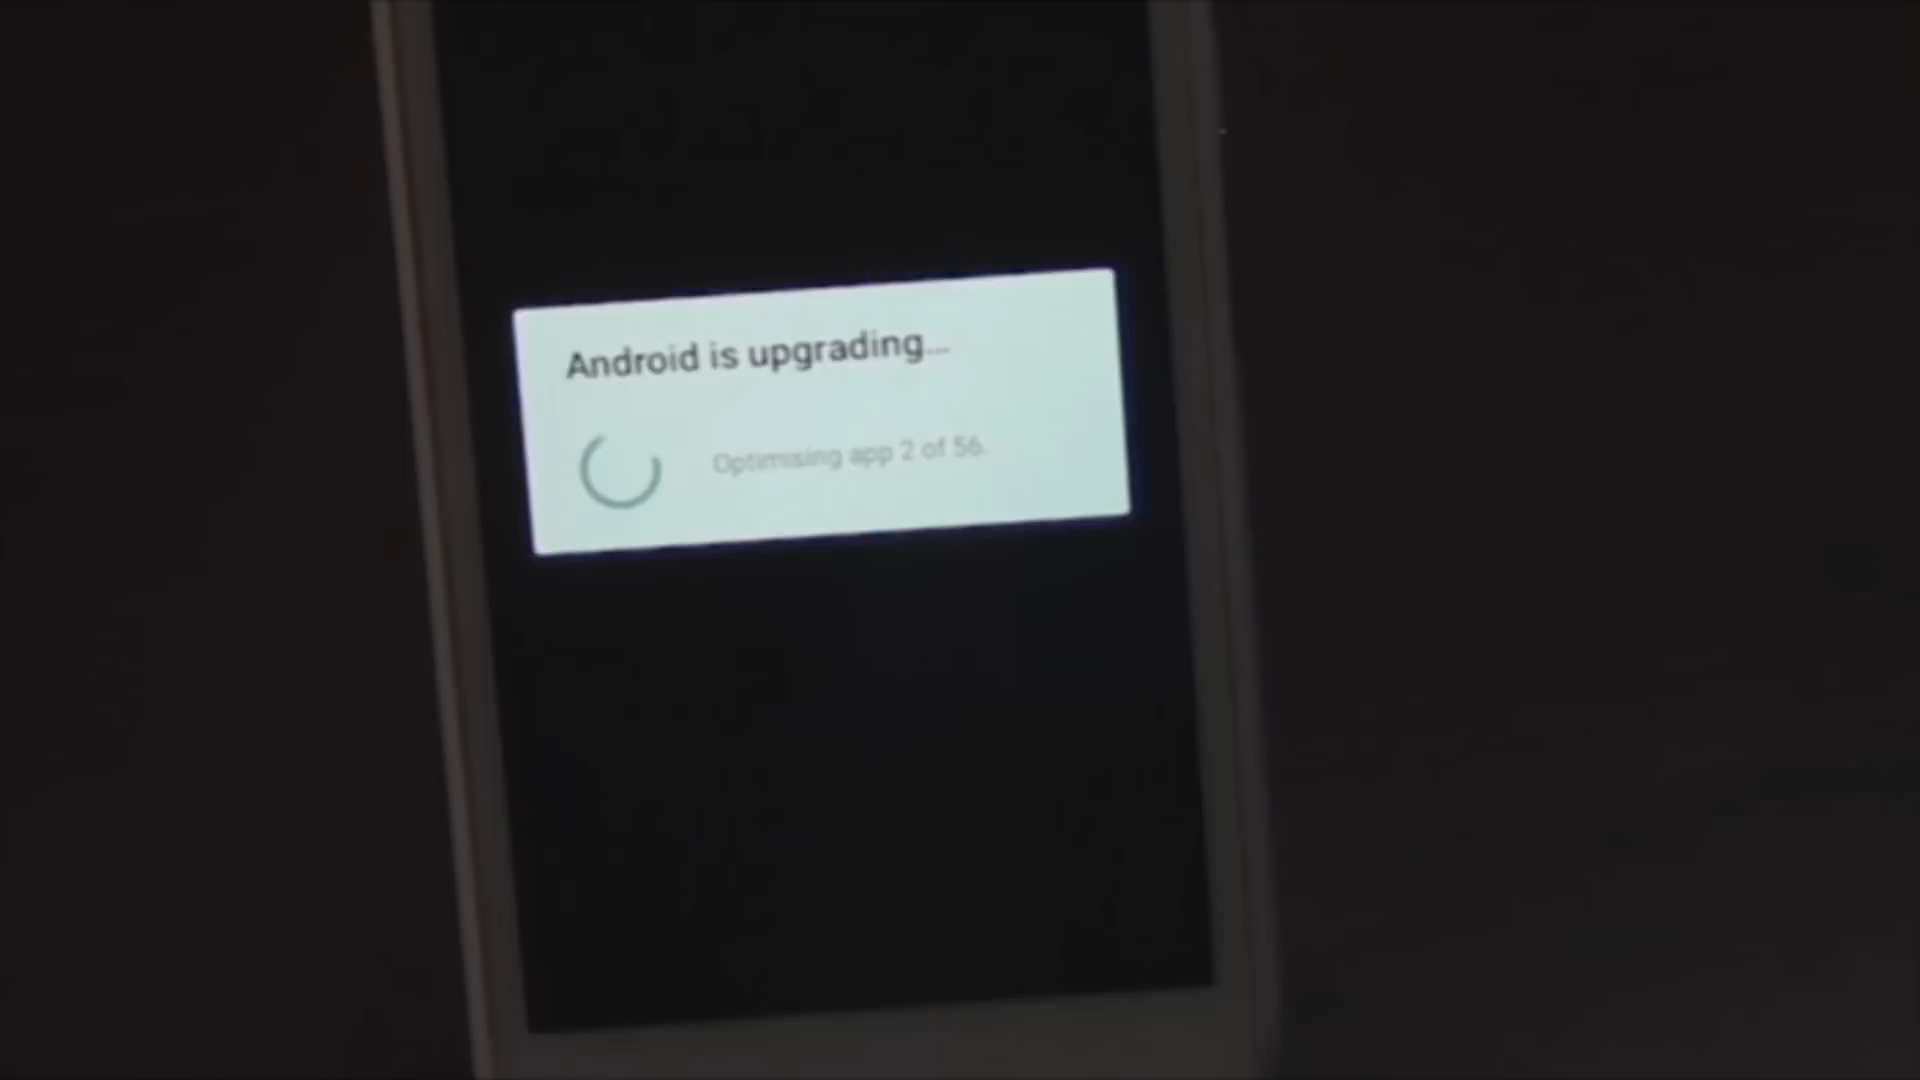 Android is upgrading...
Optimising app 2 of 56.